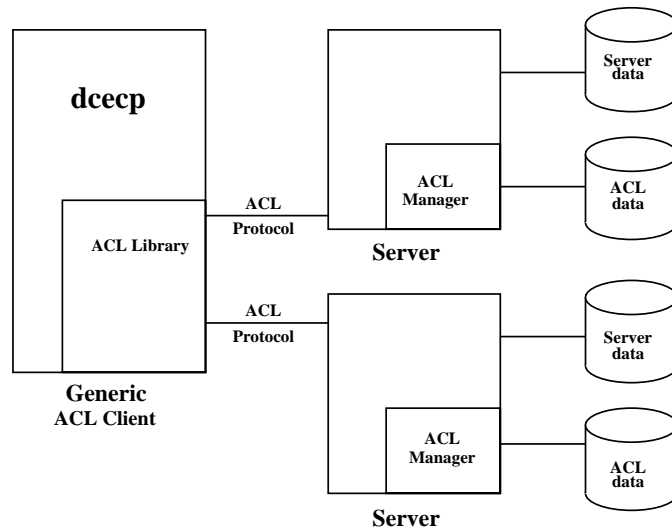 dcecp
ACL Library
Generic
ACL Client
ACL
Protocol
ACL
Protocol
ACL
Manager
Server
Server
data
ACL
data
ACL
Manager
Server
Server
data
ACL
data